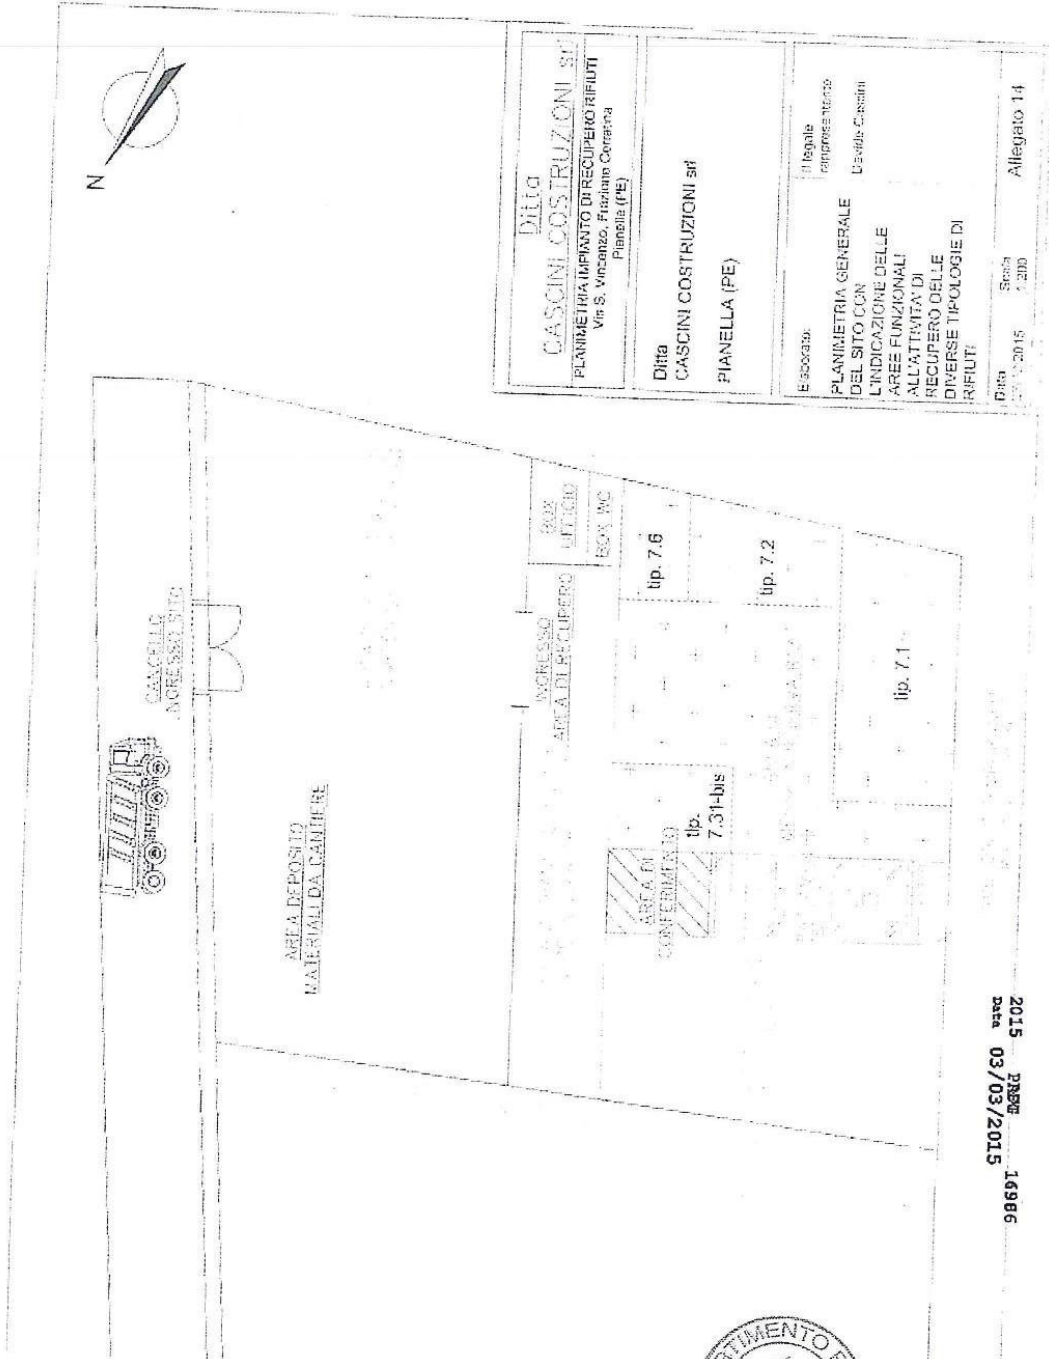 N
Ditta
CASCINI COSTRUZIONI srl
PLANIMETRIA IMPIANTO DI RECUPERO RIFIUTI
Via S. Vincenzo, Frazione Cerratina
Pianella (PE)
Ditta
CASCINI COSTRUZIONI srl
PIANELLA (PE)
Elaborato:
PLANIMETRIA GENERALE
DEL SITO CON
L'INDICAZIONE DELLE
AREE FUNZIONALI
ALL'ATTIVITA' DI
RECUPERO DELLE
DIVERSE TIPOLOGIE DI
RIFIUTI
Il legale
rappresentante
Davide Cascini
Data
2015
Scala
1:200
Allegato 14
CANCELLO
INGRESSO SITO
AREA DEPOSITO
MATERIALI DA CANTIERE
INGRESSO
AREA DI RECUPERO
BOX
UFFICIO
BOX WC
tip. 7.6
tip. 7.2
tip. 7.1
tip.
7.31-bis
AREA DI
CONFERIMENTO
2015 PRBE 16986
Data 03/03/2015